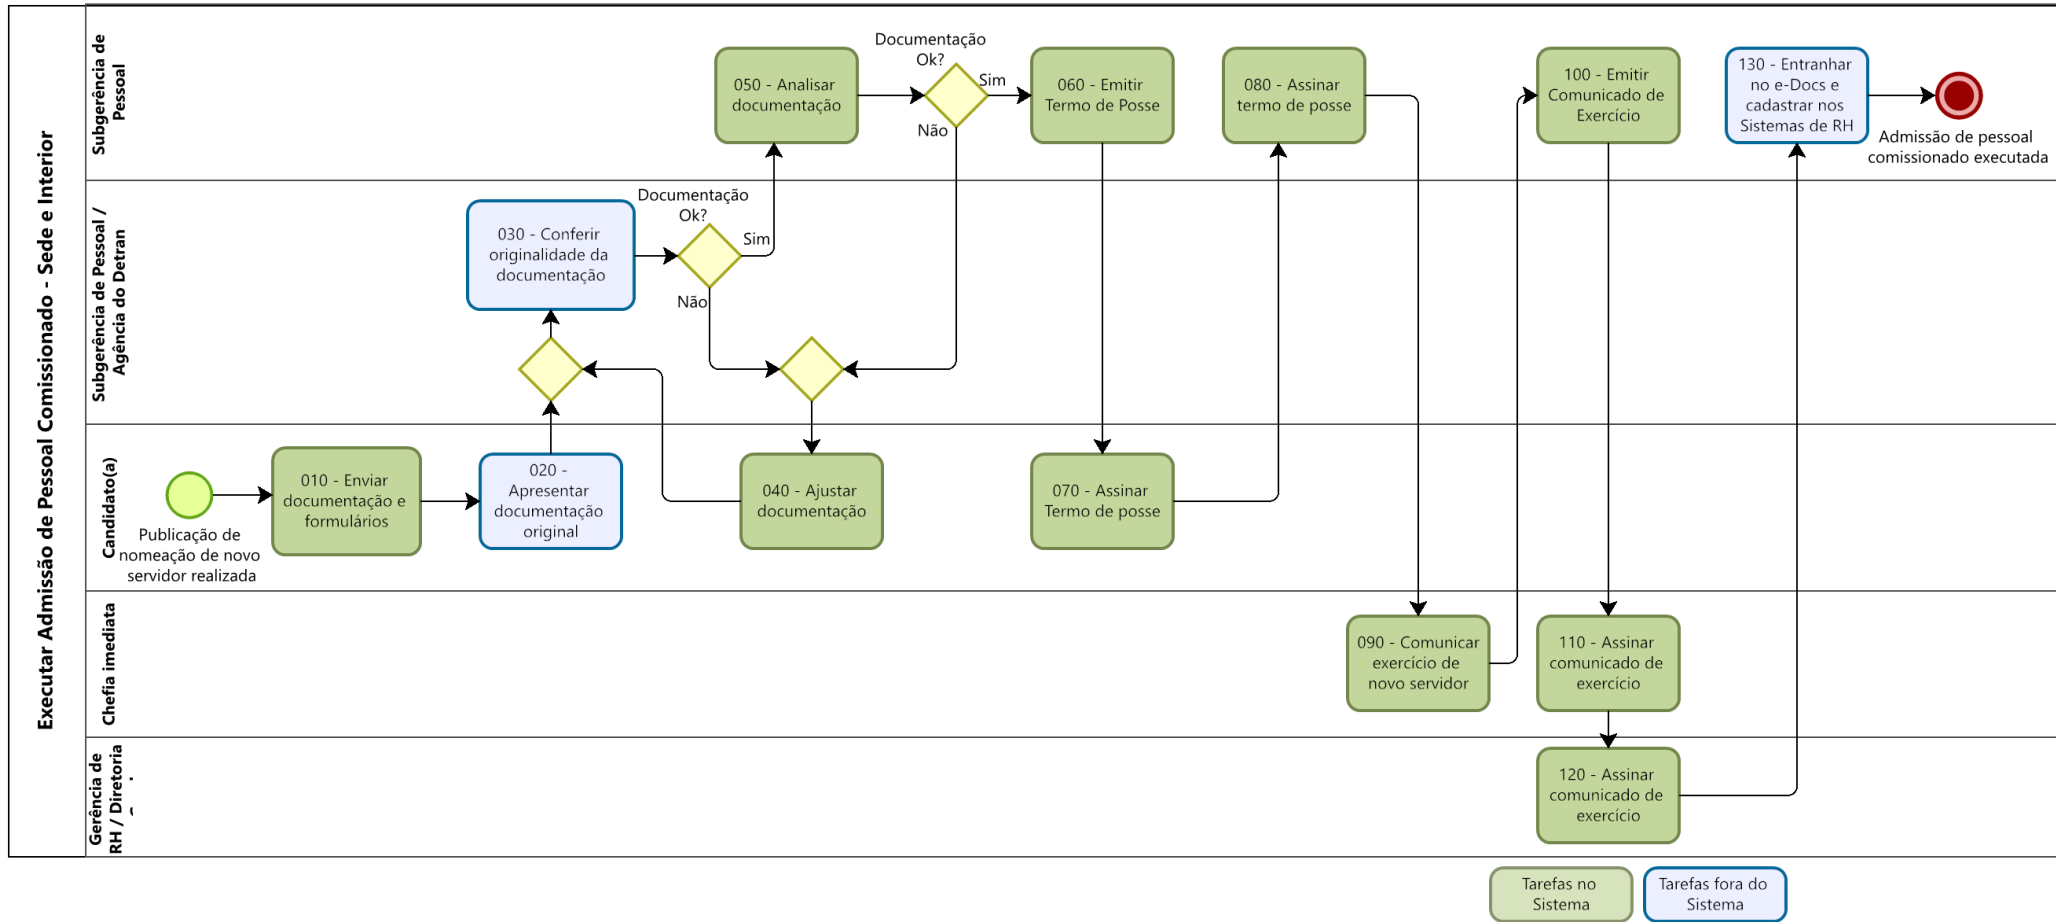 Executar Admissão de Pessoal Comissionado - Sede e Interior
Subgerência de
Pessoal
050 - Analisar
documentação
Documentação
Ok?
Sim
Não
060 - Emitir
Termo de Posse
080 - Assinar
termo de posse
100 - Emitir
Comunicado de
Exercício
130 - Entranhar
no e-Docs e
cadastrar nos
Sistemas de RH
Admissão de pessoal
comissionado executada
Subgerência de Pessoal /
Agência do Detran
030 - Conferir
originalidade da
documentação
Documentação
Ok?
Sim
Não
Candidato(a)
Publicação de
nomeação de novo
servidor realizada
010 - Enviar
documentação e
formulários
020 -
Apresentar
documentação
original
040 - Ajustar
documentação
070 - Assinar
Termo de posse
Chefia imediata
090 - Comunicar
exercício de
novo servidor
110 - Assinar
comunicado de
exercício
Gerência de
RH / Diretoria
120 - Assinar
comunicado de
exercício
Tarefas no
Sistema
Tarefas fora do
Sistema